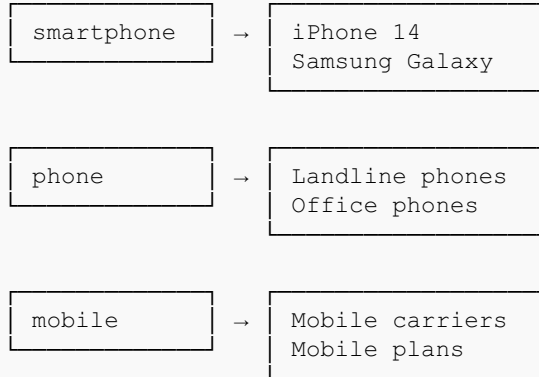 smartphone → iPhone 14
Samsung Galaxy
phone → Landline phones
Office phones
mobile → Mobile carriers
Mobile plans